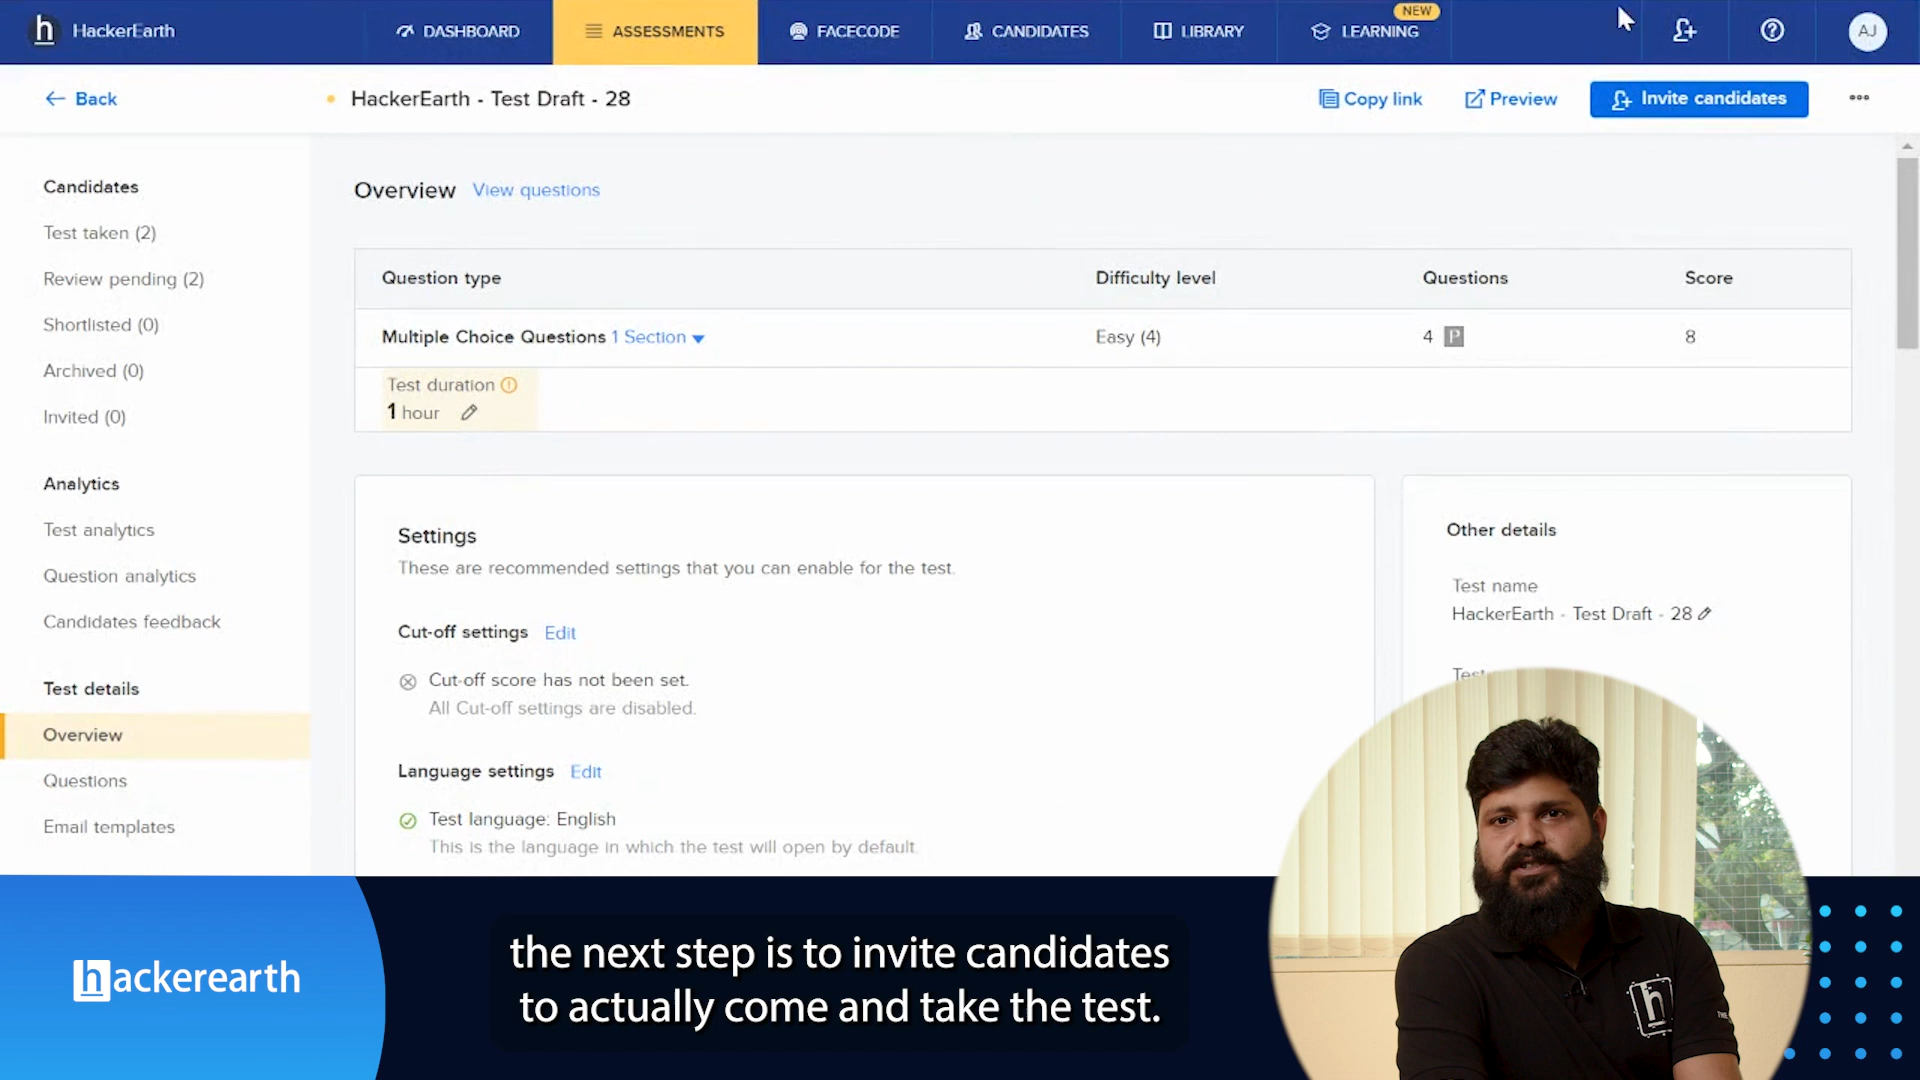 h HackerEarth
DASHBOARD
ASSESSMENTS
FACECODE
CANDIDATES
LIBRARY
LEARNING
NEW
AJ
Back
HackerEarth - Test Draft - 28
Copy link
Preview
Invite candidates
Candidates
Test taken (2)
Review pending (2)
Shortlisted (0)
Archived (0)
Invited (0)
Analytics
Test analytics
Question analytics
Candidates feedback
Test details
Overview
Questions
Email templates
Overview View questions
Question type Difficulty level Questions Score
Multiple Choice Questions 1 Section Easy (4) 4 P 8
Test duration
1 hour
Settings
These are recommended settings that you can enable for the test.
Cut-off settings Edit
Cut-off score has not been set.
All Cut-off settings are disabled.
Language settings Edit
Test language: English
This is the language in which the test will open by default.
Other details
Test name
HackerEarth - Test Draft - 28
hackerearth
the next step is to invite candidates
to actually come and take the test.
h